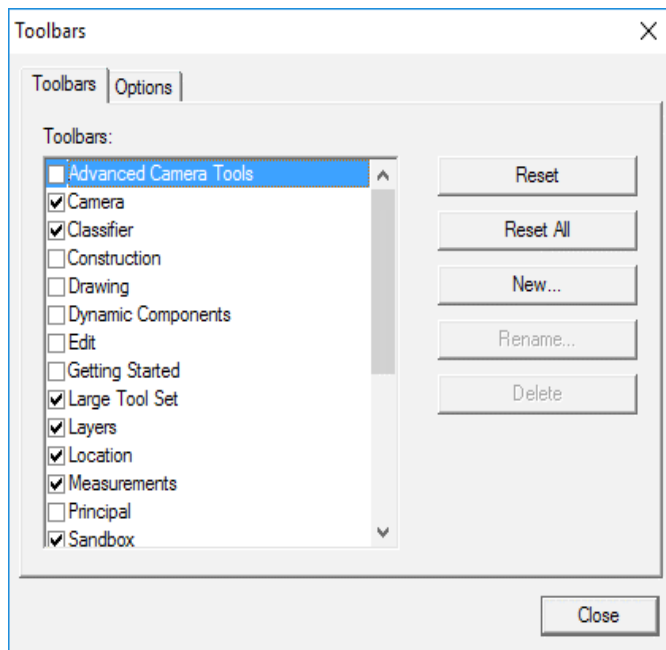 Toolbars
Toolbars
Options
Toolbars:
Advanced Camera Tools
Camera
Classifier
Construction
Drawing
Dynamic Components
Edit
Getting Started
Large Tool Set
Layers
Location
Measurements
Principal
Sandbox
Reset
Reset All
New...
Rename...
Delete
Close